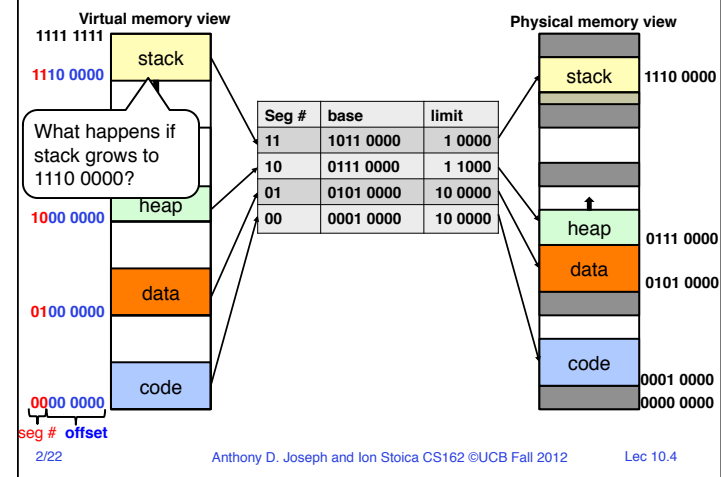 Virtual memory view
Physical memory view
1111 1111
stack
1110 0000
What happens if
stack grows to
1110 0000?
heap
1000 0000
data
0100 0000
code
0000 0000
seg # offset
Seg # base limit
11 1011 0000 1 0000
10 0111 0000 1 1000
01 0101 0000 10 0000
00 0001 0000 10 0000
stack
1110 0000
heap
0111 0000
data
0101 0000
code
0001 0000
0000 0000
2/22
Anthony D. Joseph and Ion Stoica CS162 ©UCB Fall 2012
Lec 10.4